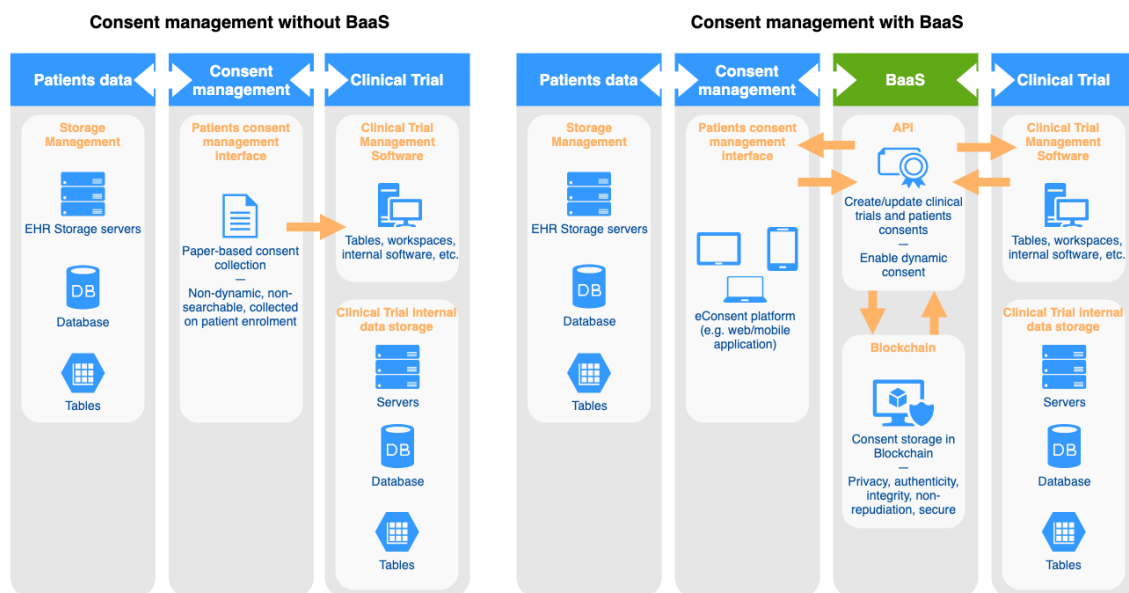 Consent management without BaaS
Patients data
Consent
management
Clinical Trial
Storage
Management
EHR Storage servers
DB
Database
Tables
Patients consent
management
interface
Paper-based consent
collection
—
Non-dynamic, non-
searchable, collected
on patient enrolment
Clinical Trial
Management
Software
Tables, workspaces,
internal software, etc.
Clinical Trial internal
data storage
Servers
DB
Database
Tables
Consent management with BaaS
Patients data
Consent
management
BaaS
Clinical Trial
Storage
Management
EHR Storage servers
DB
Database
Tables
Patients consent
management
interface
eConsent platform
(e.g. web/mobile
application)
API
Create/update clinical
trials and patients
consents
—
Enable dynamic
consent
Blockchain
Consent storage in
Blockchain
—
Privacy, authenticity,
integrity, non-
repudiation, secure
Clinical Trial
Management
Software
Tables, workspaces,
internal software, etc.
Clinical Trial internal
data storage
Servers
DB
Database
Tables